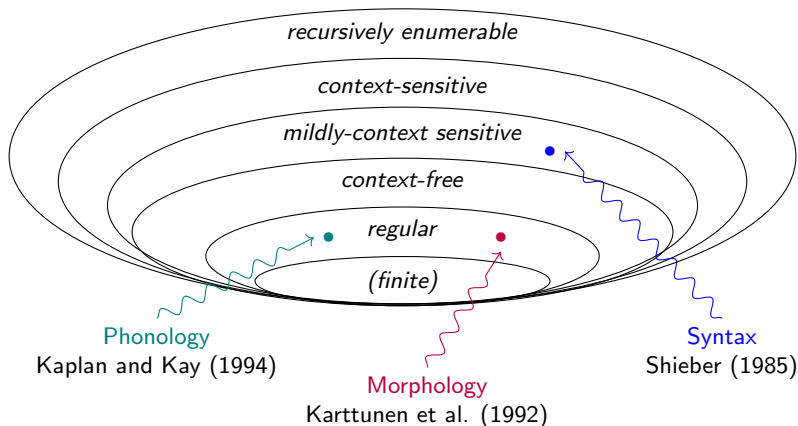 recursively enumerable
context-sensitive
mildly-context sensitive
context-free
regular
(finite)
Phonology
Kaplan and Kay (1994)
Morphology
Karttunen et al. (1992)
Syntax
Shieber (1985)